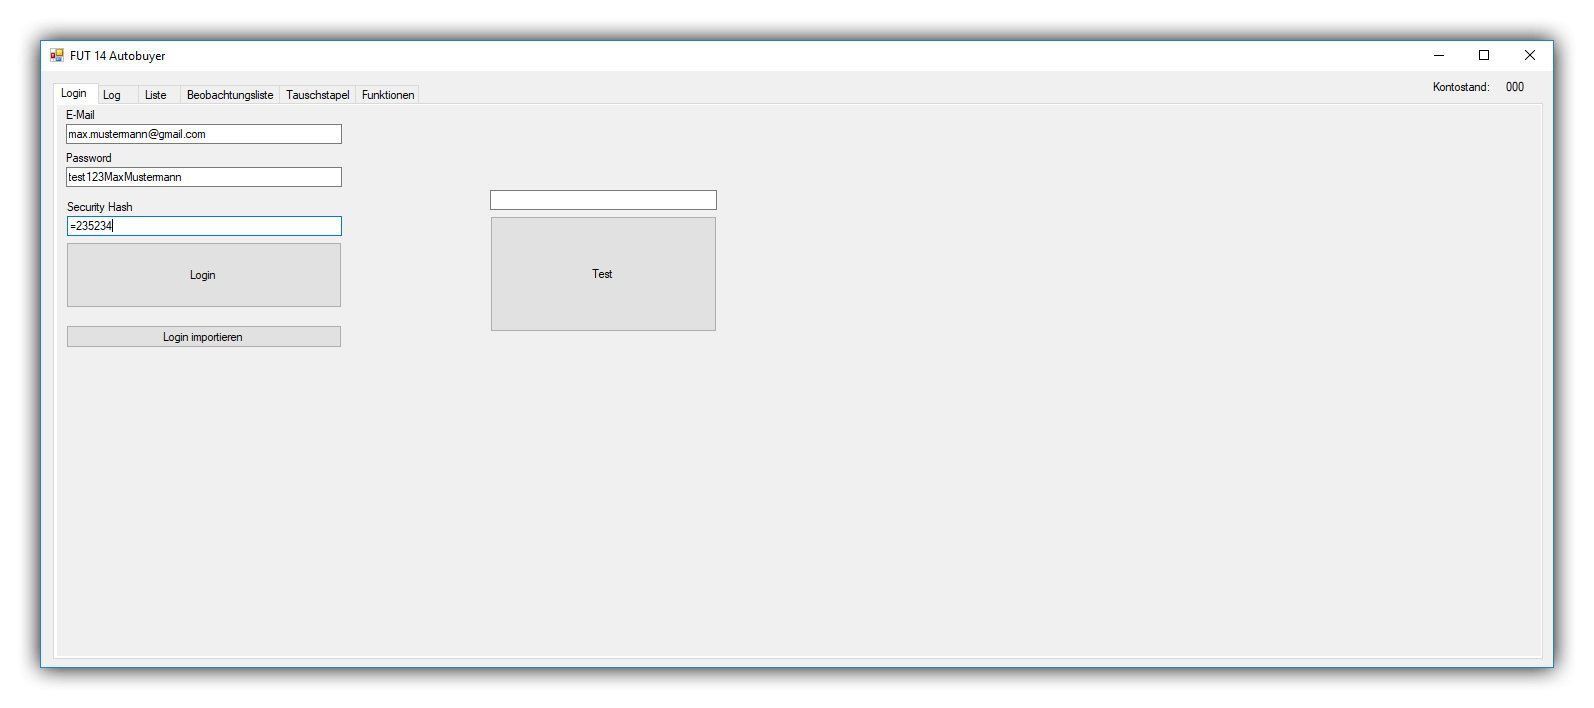 FUT 14 Autobuyer
Kontostand: 000
Login Log Liste Beobachtungsliste Tauschstapel Funktionen
E-Mail
max.mustermann@gmail.com
Password
test123MaxMustermann
Security Hash
=235234
Login
Test
Login importieren